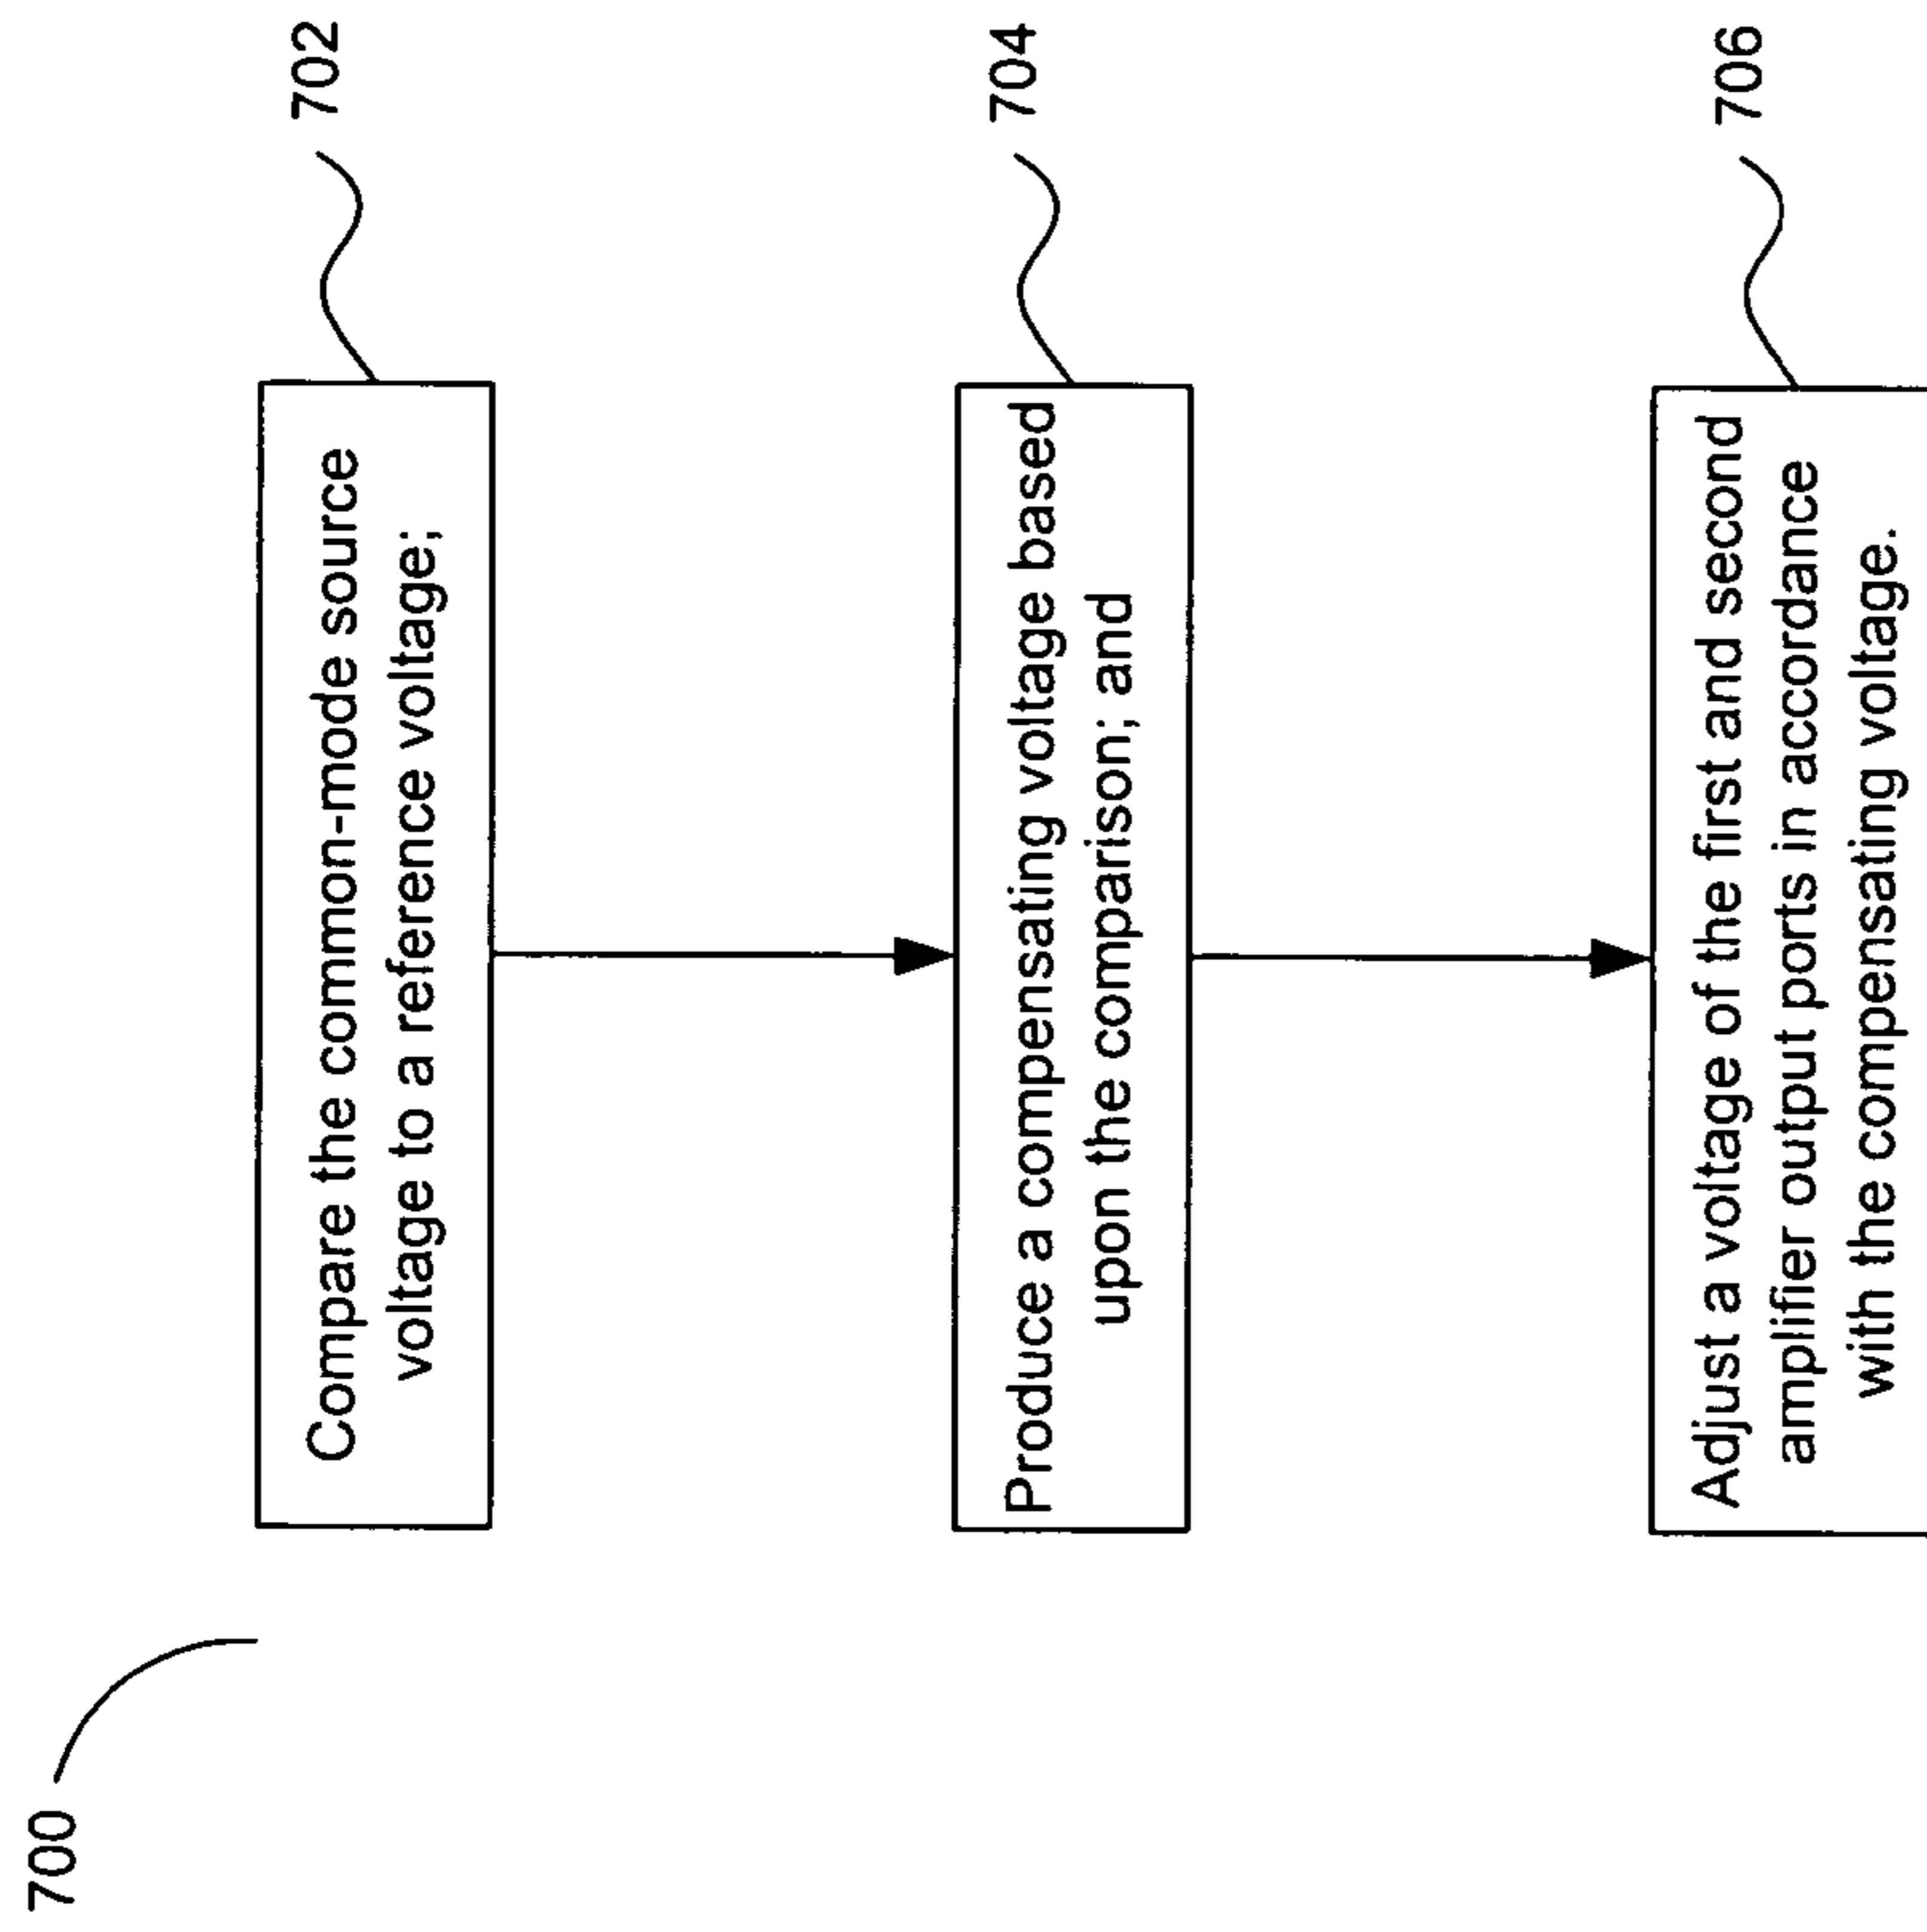 700
Compare the common-mode source
voltage to a reference voltage;
702
Produce a compensating voltage based
upon the comparison; and
704
Adjust a voltage of the first and second
amplifier output ports in accordance
with the compensating voltage.
706